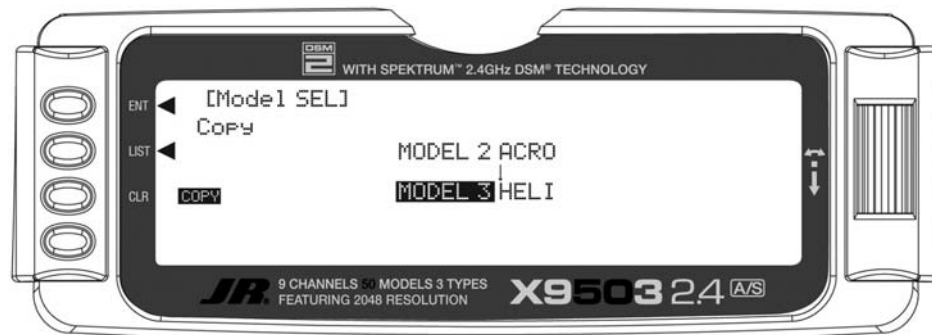 DSM
2
WITH SPEKTRUM™ 2.4GHz DSM® TECHNOLOGY
ENT
[Model SEL]
Copy
LIST
MODEL 2 ACRO
CLR
COPY
MODEL 3 HELI
JR.
9 CHANNELS 50 MODELS 3 TYPES
FEATURING 2048 RESOLUTION
X9503 2.4 A/S